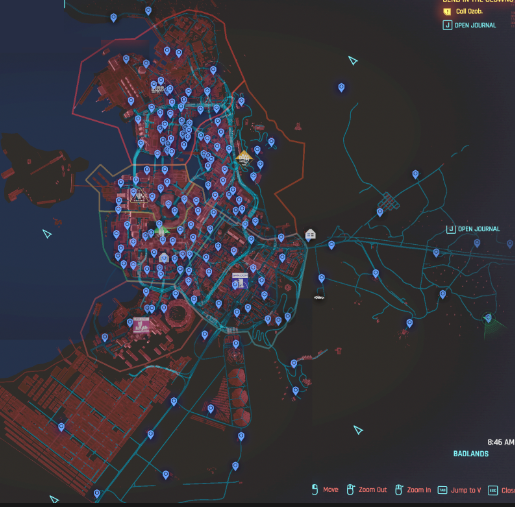 SEND IN THE CLOWNS
Call Ozob.
J OPEN JOURNAL
J OPEN JOURNAL
8:46 AM
BADLANDS
Move Zoom Out Zoom In Jump to V Clos